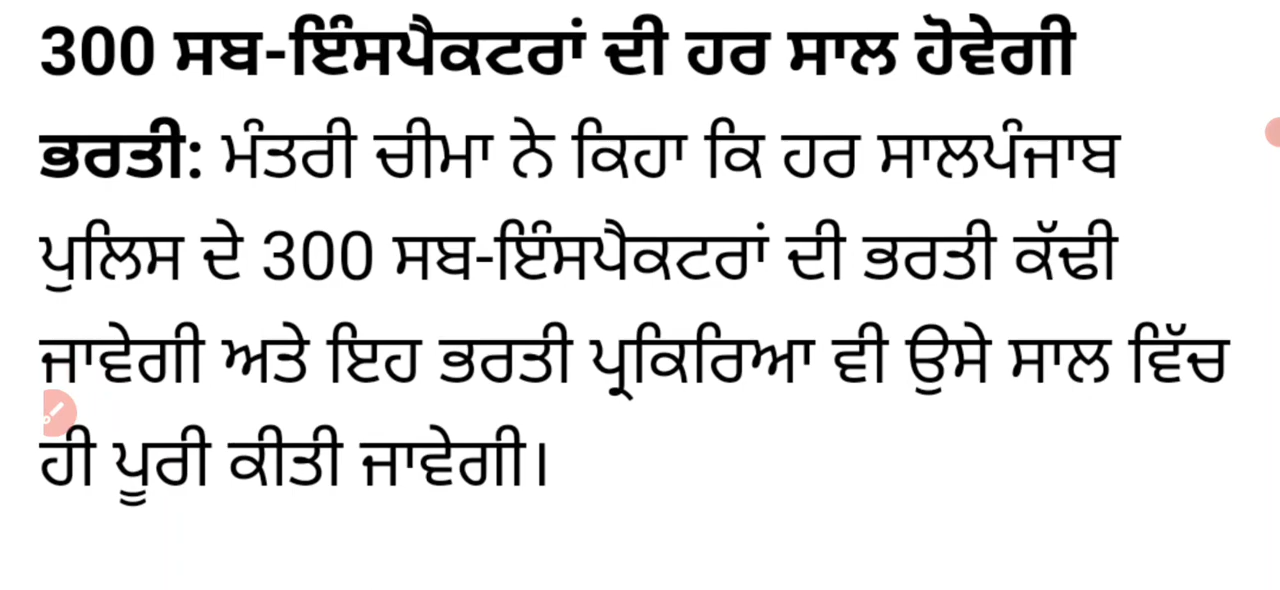 300 ਸਬ-ਇੰਸਪੈਕਟਰਾਂ ਦੀ ਹਰ ਸਾਲ ਹੋਵੇਗੀ
ਭਰਤੀ: ਮੰਤਰੀ ਚੀਮਾ ਨੇ ਕਿਹਾ ਕਿ ਹਰ ਸਾਲਪੰਜਾਬ
ਪੁਲਿਸ ਦੇ 300 ਸਬ-ਇੰਸਪੈਕਟਰਾਂ ਦੀ ਭਰਤੀ ਕੱਢੀ
ਜਾਵੇਗੀ ਅਤੇ ਇਹ ਭਰਤੀ ਪ੍ਰਕਿਰਿਆ ਵੀ ਉਸੇ ਸਾਲ ਵਿੱਚ
ਹੀ ਪੂਰੀ ਕੀਤੀ ਜਾਵੇਗੀ।